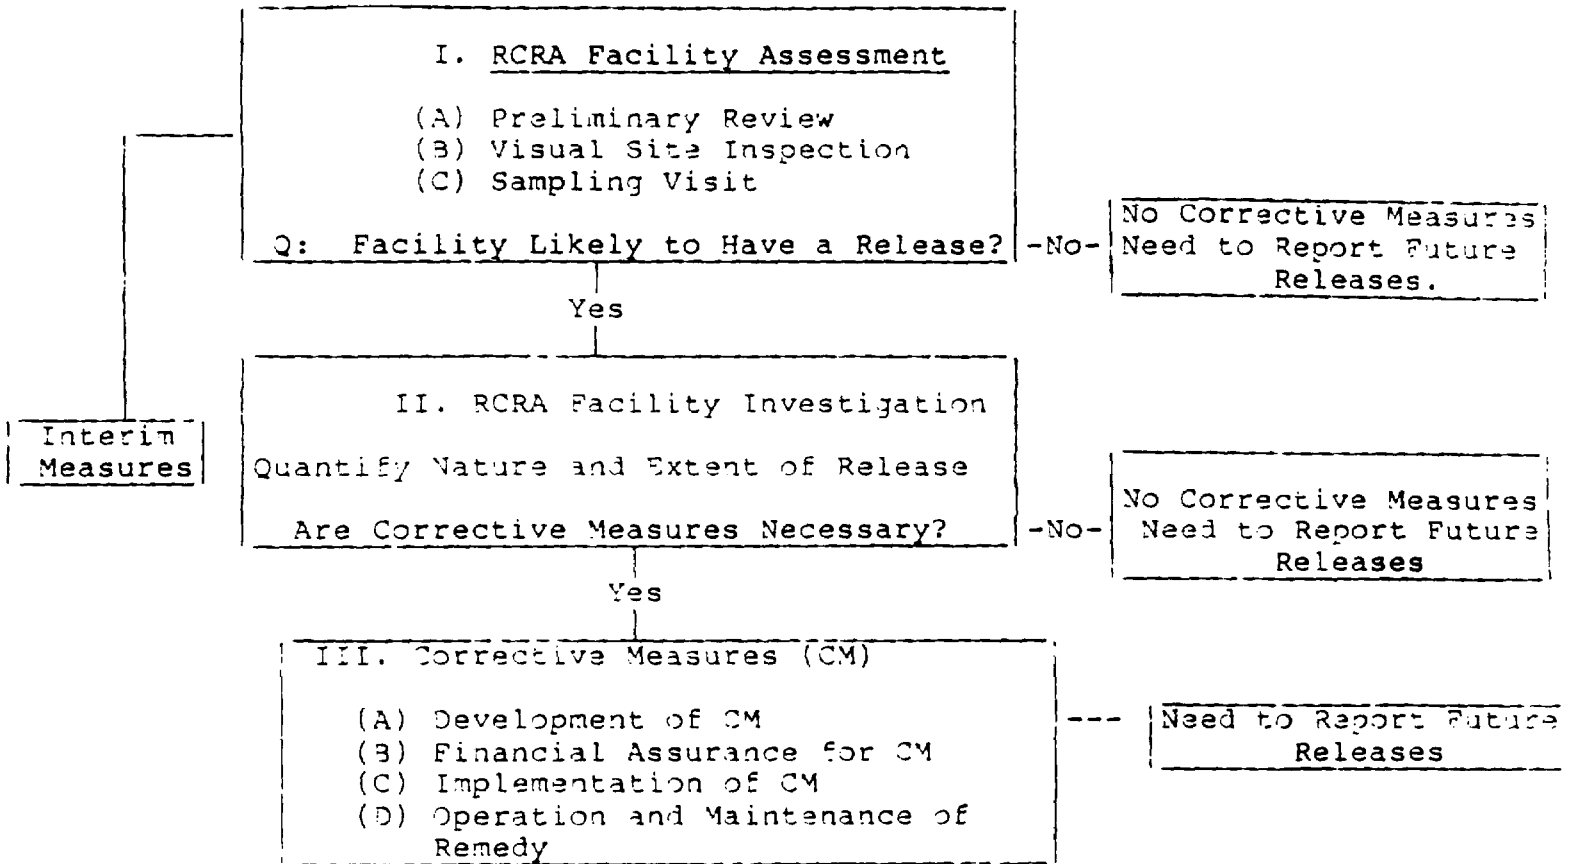 I. RCRA Facility Assessment
(A) Preliminary Review
(B) Visual Site Inspection
(C) Sampling Visit
Q: Facility Likely to Have a Release?
-No-
No Corrective Measures
Need to Report Future
Releases.
Yes
Interim
Measures
II. RCRA Facility Investigation
Quantify Nature and Extent of Release
Are Corrective Measures Necessary?
-No-
No Corrective Measures
Need to Report Future
Releases
Yes
III. Corrective Measures (CM)
(A) Development of CM
(B) Financial Assurance for CM
(C) Implementation of CM
(D) Operation and Maintenance of
Remedy
---
Need to Report Future
Releases